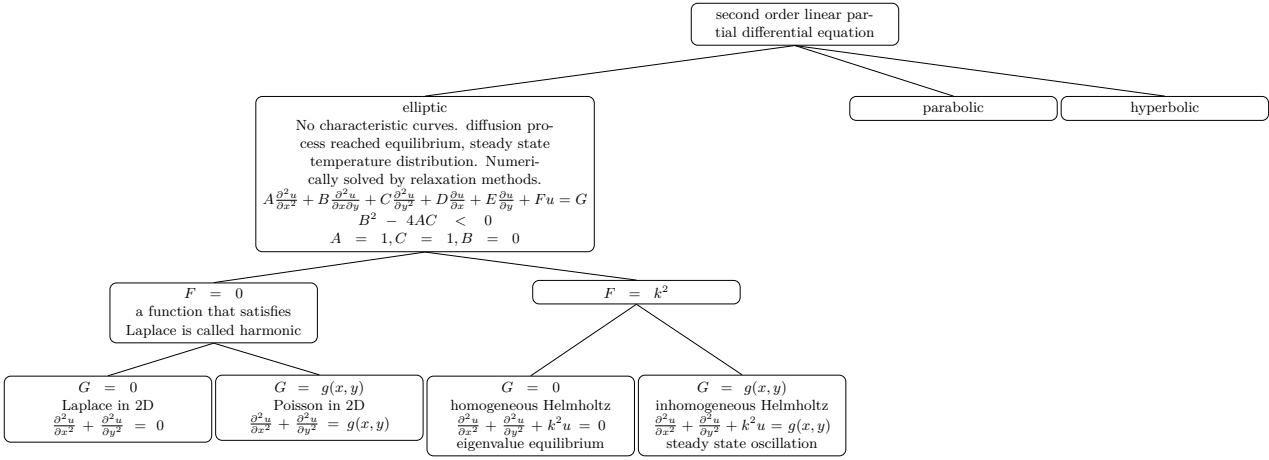 second order linear par-
tial differential equation
elliptic
No characteristic curves. diffusion pro-
cess reached equilibrium, steady state
temperature distribution. Numeri-
cally solved by relaxation methods.
A ∂²u/∂x² + B ∂²u/∂x∂y + C ∂²u/∂y² + D ∂u/∂x + E ∂u/∂y + Fu = G
B² − 4AC < 0
A = 1, C = 1, B = 0
parabolic
hyperbolic
F = 0
a function that satisfies
Laplace is called harmonic
F = k²
G = 0
Laplace in 2D
∂²u/∂x² + ∂²u/∂y² = 0
G = g(x, y)
Poisson in 2D
∂²u/∂x² + ∂²u/∂y² = g(x, y)
G = 0
homogeneous Helmholtz
∂²u/∂x² + ∂²u/∂y² + k²u = 0
eigenvalue equilibrium
G = g(x, y)
inhomogeneous Helmholtz
∂²u/∂x² + ∂²u/∂y² + k²u = g(x, y)
steady state oscillation